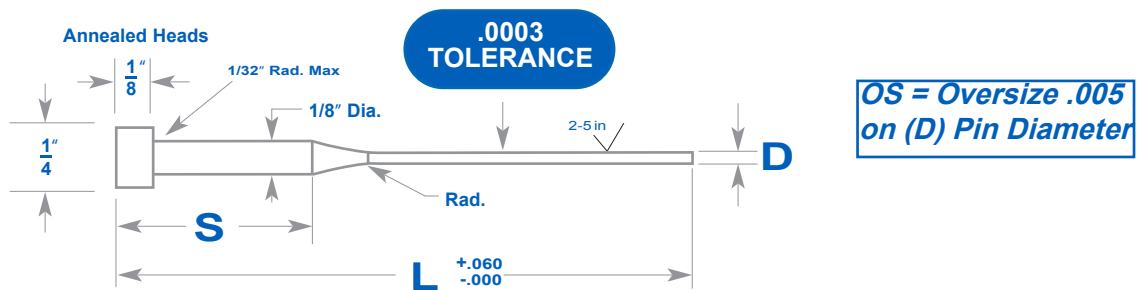 .0003
TOLERANCE
Annealed Heads
1/8"
1/32" Rad. Max
1/8" Dia.
2-5 in
OS = Oversize .005
on (D) Pin Diameter
1/4"
D
Rad.
S
L +.060
-.000